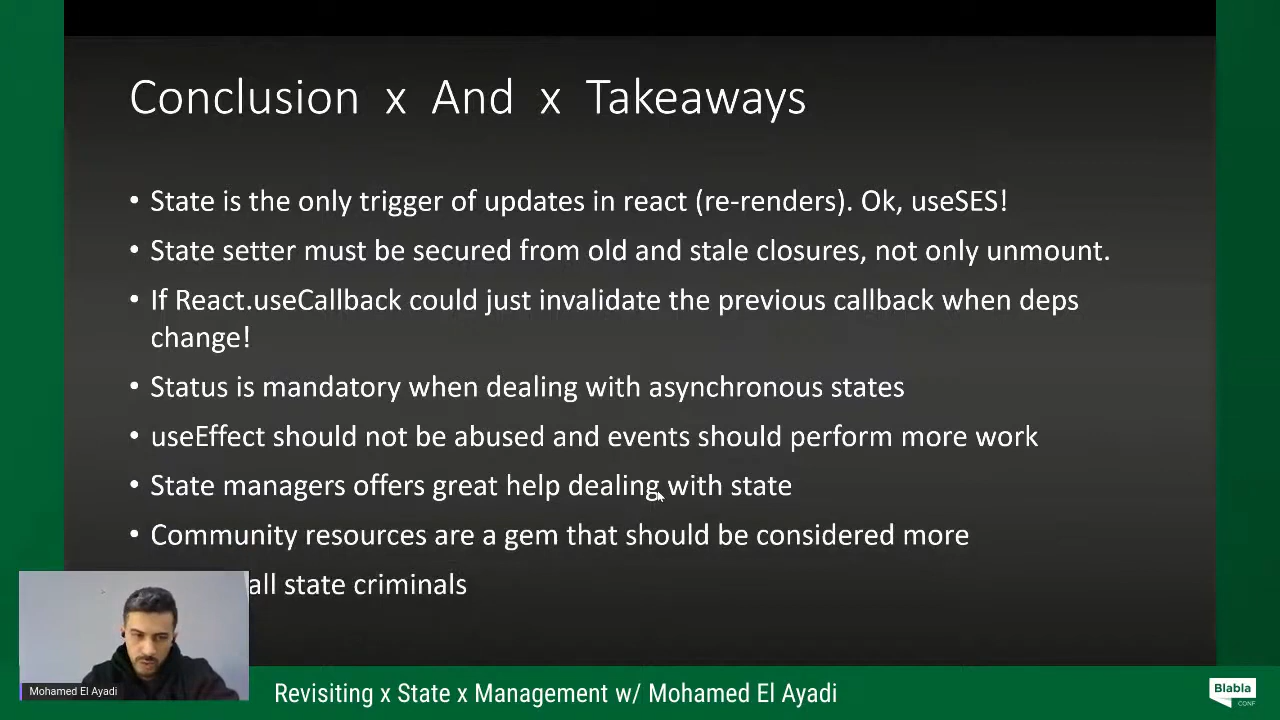 Conclusion x And x Takeaways
• State is the only trigger of updates in react (re-renders). Ok, useSES!
• State setter must be secured from old and stale closures, not only unmount.
• If React.useCallback could just invalidate the previous callback when deps
change!
• Status is mandatory when dealing with asynchronous states
• useEffect should not be abused and events should perform more work
• State managers offers great help dealing with state
• Community resources are a gem that should be considered more
all state criminals
Mohamed El Ayadi
Revisiting x State x Management w/ Mohamed El Ayadi
Blabla
CONF